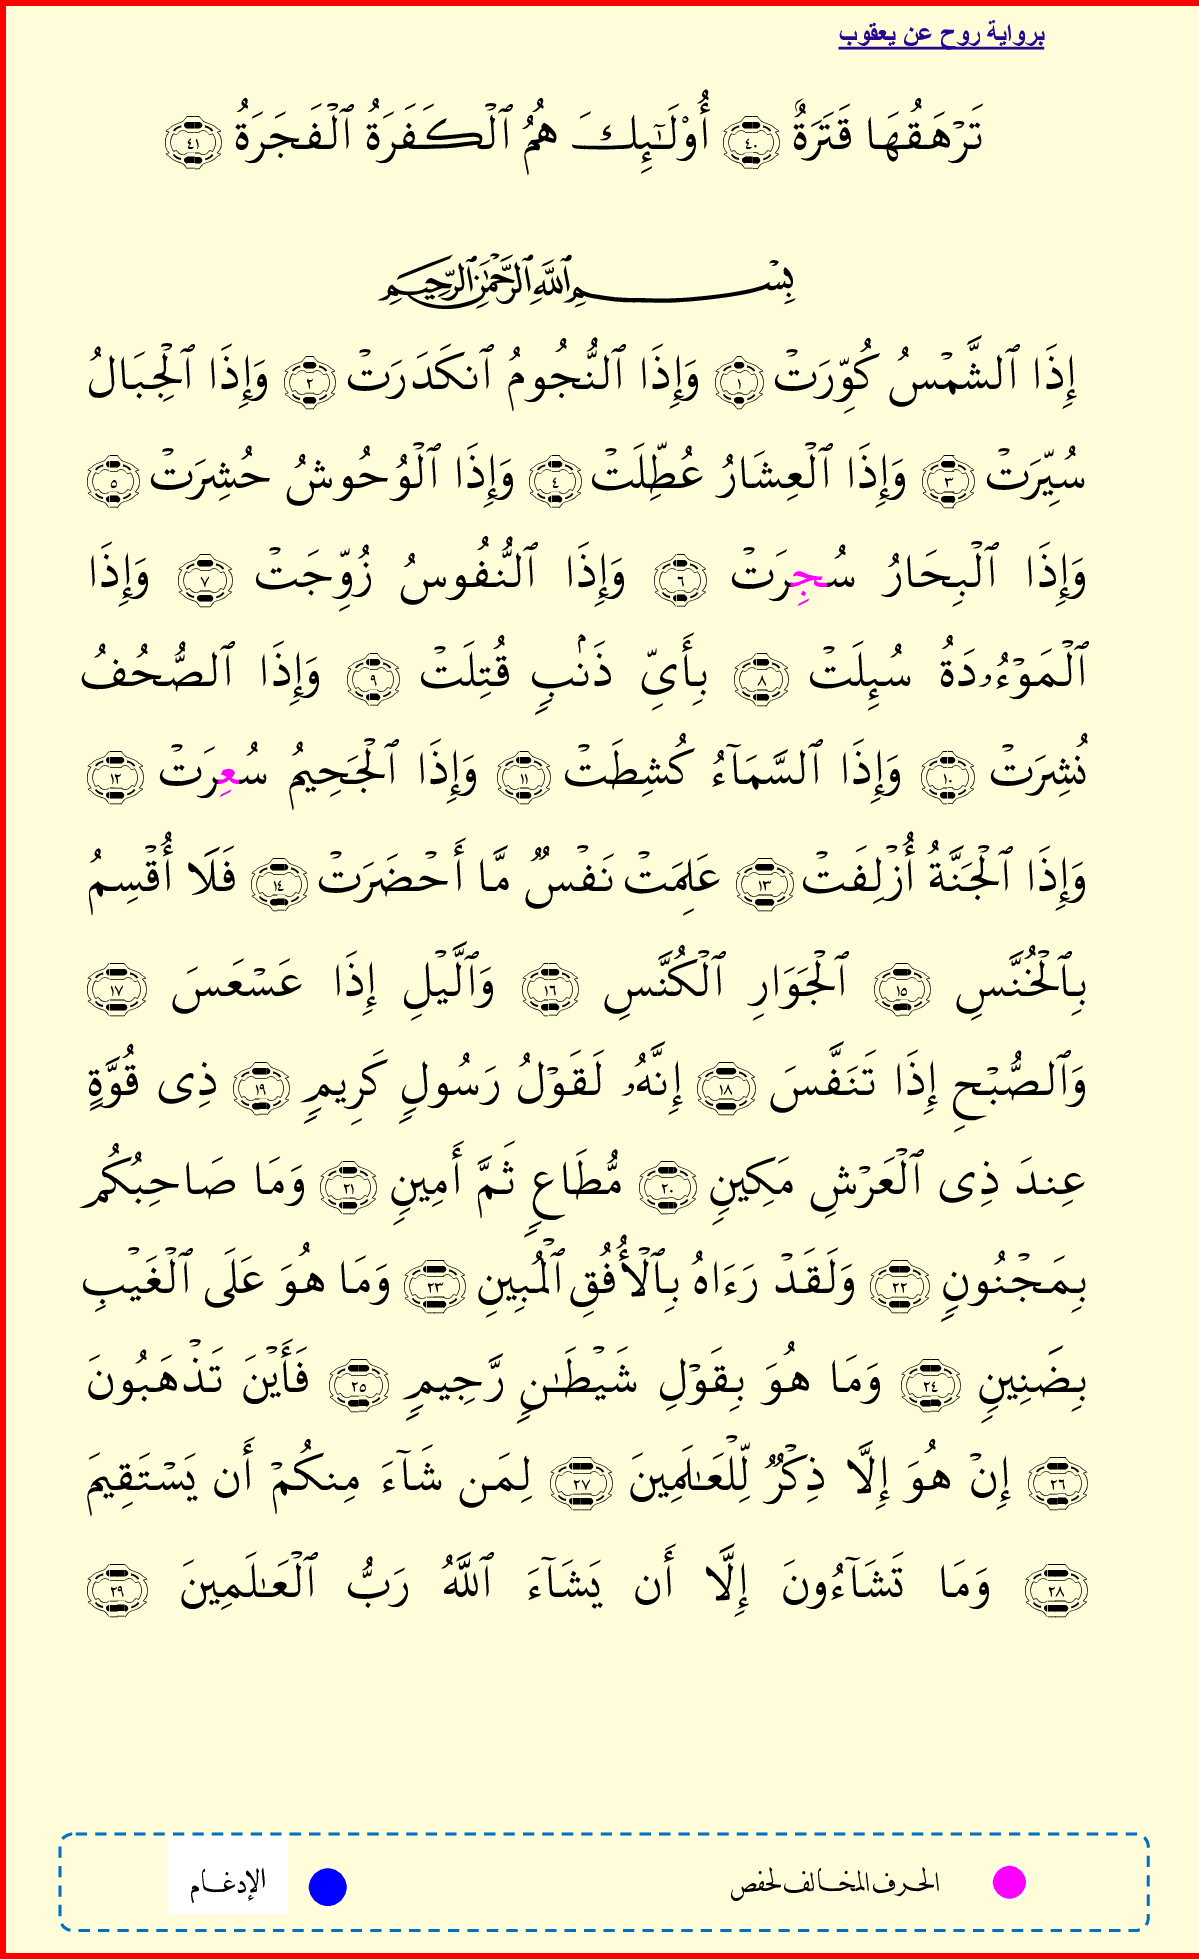 برواية روح عن يعقوب
تَرۡهَقُهَا قَتَرَةٌ ٤٠ أُوْلَـٰٓئِكَ هُمُ ٱلۡكَفَرَةُ ٱلۡفَجَرَةُ ٤١
بِسۡمِ ٱللَّهِ ٱلرَّحۡمَٰنِ ٱلرَّحِيمِ
إِذَا ٱلشَّمۡسُ كُوِّرَتۡ ١ وَإِذَا ٱلنُّجُومُ ٱنكَدَرَتۡ ٢ وَإِذَا ٱلۡجِبَالُ
سُيِّرَتۡ ٣ وَإِذَا ٱلۡعِشَارُ عُطِّلَتۡ ٤ وَإِذَا ٱلۡوُحُوشُ حُشِرَتۡ ٥
وَإِذَا ٱلۡبِحَارُ سُجِرَتۡ ٦ وَإِذَا ٱلنُّفُوسُ زُوِّجَتۡ ٧ وَإِذَا
ٱلۡمَوۡءُۥدَةُ سُئِلَتۡ ٨ بِأَيِّ ذَنۢبٖ قُتِلَتۡ ٩ وَإِذَا ٱلصُّحُفُ
نُشِرَتۡ ١٠ وَإِذَا ٱلسَّمَآءُ كُشِطَتۡ ١١ وَإِذَا ٱلۡجَحِيمُ سُعِرَتۡ ١٢
وَإِذَا ٱلۡجَنَّةُ أُزۡلِفَتۡ ١٣ عَلِمَتۡ نَفۡسٞ مَّا أَحۡضَرَتۡ ١٤ فَلَا أُقۡسِمُ
بِٱلۡخُنَّسِ ١٥ ٱلۡجَوَارِ ٱلۡكُنَّسِ ١٦ وَٱلَّيۡلِ إِذَا عَسۡعَسَ ١٧
وَٱلصُّبۡحِ إِذَا تَنَفَّسَ ١٨ إِنَّهُۥ لَقَوۡلُ رَسُولٖ كَرِيمٖ ١٩ ذِي قُوَّةٍ
عِندَ ذِي ٱلۡعَرۡشِ مَكِينٖ ٢٠ مُّطَاعٖ ثَمَّ أَمِينٖ ٢١ وَمَا صَاحِبُكُم
بِمَجۡنُونٖ ٢٢ وَلَقَدۡ رَءَاهُ بِٱلۡأُفُقِ ٱلۡمُبِينِ ٢٣ وَمَا هُوَ عَلَى ٱلۡغَيۡبِ
بِضَنِينٖ ٢٤ وَمَا هُوَ بِقَوۡلِ شَيۡطَـٰنٖ رَّجِيمٖ ٢٥ فَأَيۡنَ تَذۡهَبُونَ
٢٦ إِنۡ هُوَ إِلَّا ذِكۡرٞ لِّلۡعَـٰلَمِينَ ٢٧ لِمَن شَآءَ مِنكُمۡ أَن يَسۡتَقِيمَ
٢٨ وَمَا تَشَآءُونَ إِلَّا أَن يَشَآءَ ٱللَّهُ رَبُّ ٱلۡعَـٰلَمِينَ ٢٩
الحرف المخالف لحفص
الإدغام